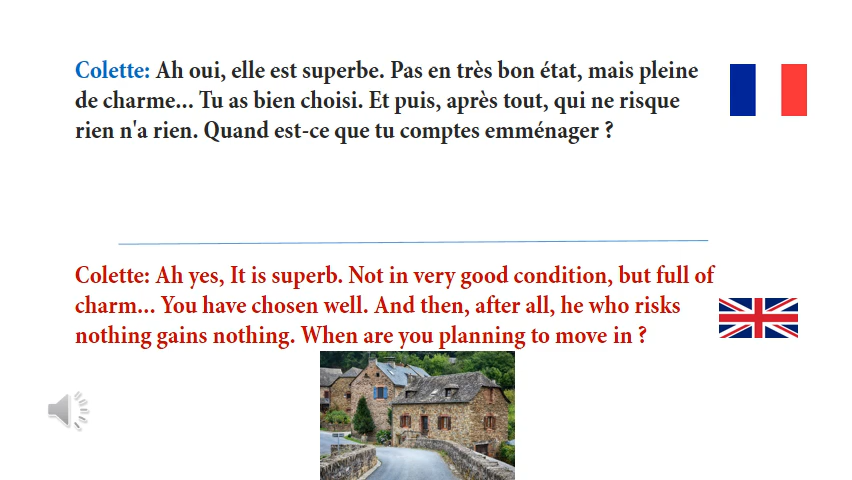 Colette: Ah oui, elle est superbe. Pas en très bon état, mais pleine
de charme... Tu as bien choisi. Et puis, après tout, qui ne risque
rien n'a rien. Quand est-ce que tu comptes emménager ?
Colette: Ah yes, It is superb. Not in very good condition, but full of
charm... You have chosen well. And then, after all, he who risks
nothing gains nothing. When are you planning to move in ?